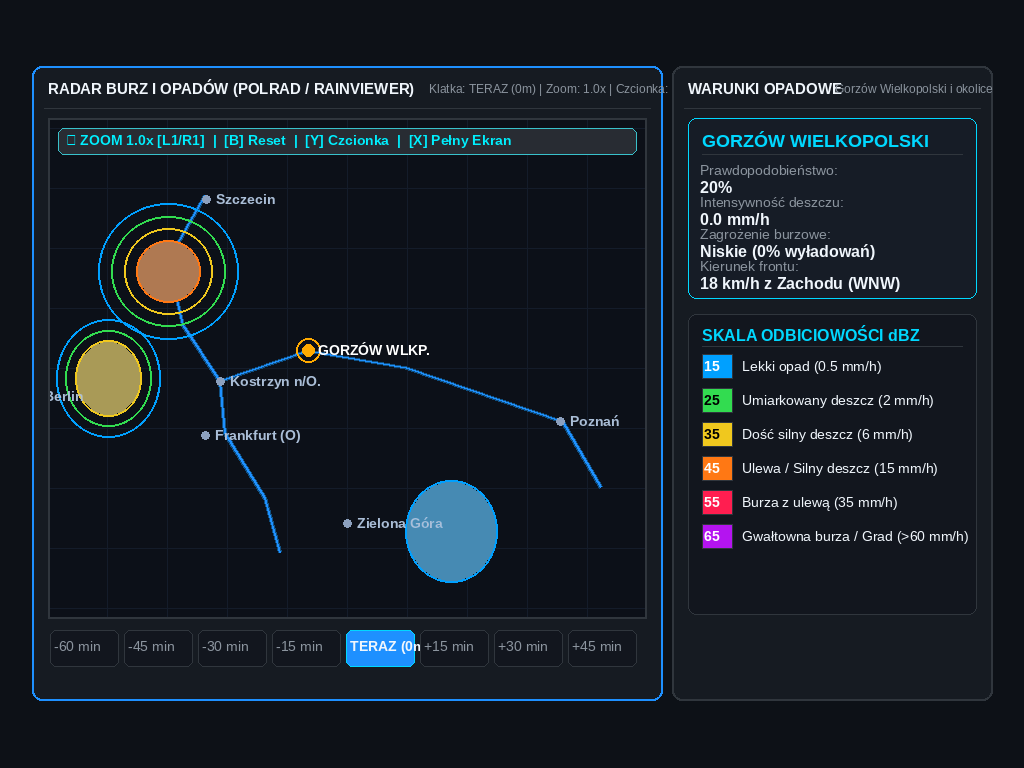 RADAR BURZ I OPADÓW (POLRAD / RAINVIEWER) Klatka: TERAZ (0m) | Zoom: 1.0x | Czcionka:
ZOOM 1.0x [L1/R1] | [B] Reset | [Y] Czcionka | [X] Pełny Ekran
Szczecin
GORZÓW WLKP.
Kostrzyn n/O.
Berlin
Poznań
Frankfurt (O)
Zielona Góra
-60 min
-45 min
-30 min
-15 min
TERAZ (0m
+15 min
+30 min
+45 min
WARUNKI OPADOWE Gorzów Wielkopolski i okolice
GORZÓW WIELKOPOLSKI
Prawdopodobieństwo:
20%
Intensywność deszczu:
0.0 mm/h
Zagrożenie burzowe:
Niskie (0% wyładowań)
Kierunek frontu:
18 km/h z Zachodu (WNW)
SKALA ODBICIOWOŚCI dBZ
15 Lekki opad (0.5 mm/h)
25 Umiarkowany deszcz (2 mm/h)
35 Dość silny deszcz (6 mm/h)
45 Ulewa / Silny deszcz (15 mm/h)
55 Burza z ulewą (35 mm/h)
65 Gwałtowna burza / Grad (>60 mm/h)